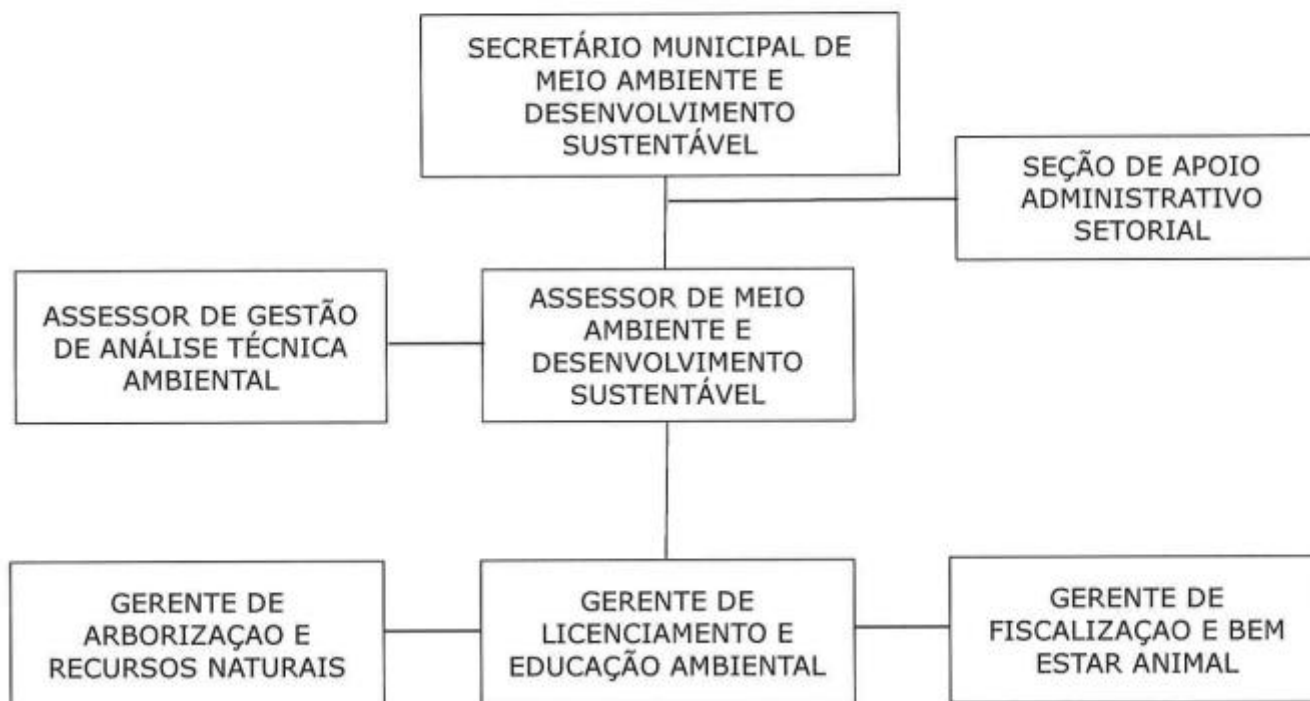 SECRETÁRIO MUNICIPAL DE
MEIO AMBIENTE E
DESENVOLVIMENTO
SUSTENTÁVEL
SEÇÃO DE APOIO
ADMINISTRATIVO
SETORIAL
ASSESSOR DE GESTÃO
DE ANÁLISE TÉCNICA
AMBIENTAL
ASSESSOR DE MEIO
AMBIENTE E
DESENVOLVIMENTO
SUSTENTÁVEL
GERENTE DE
ARBORIZAÇAO E
RECURSOS NATURAIS
GERENTE DE
LICENCIAMENTO E
EDUCAÇÃO AMBIENTAL
GERENTE DE
FISCALIZAÇAO E BEM
ESTAR ANIMAL